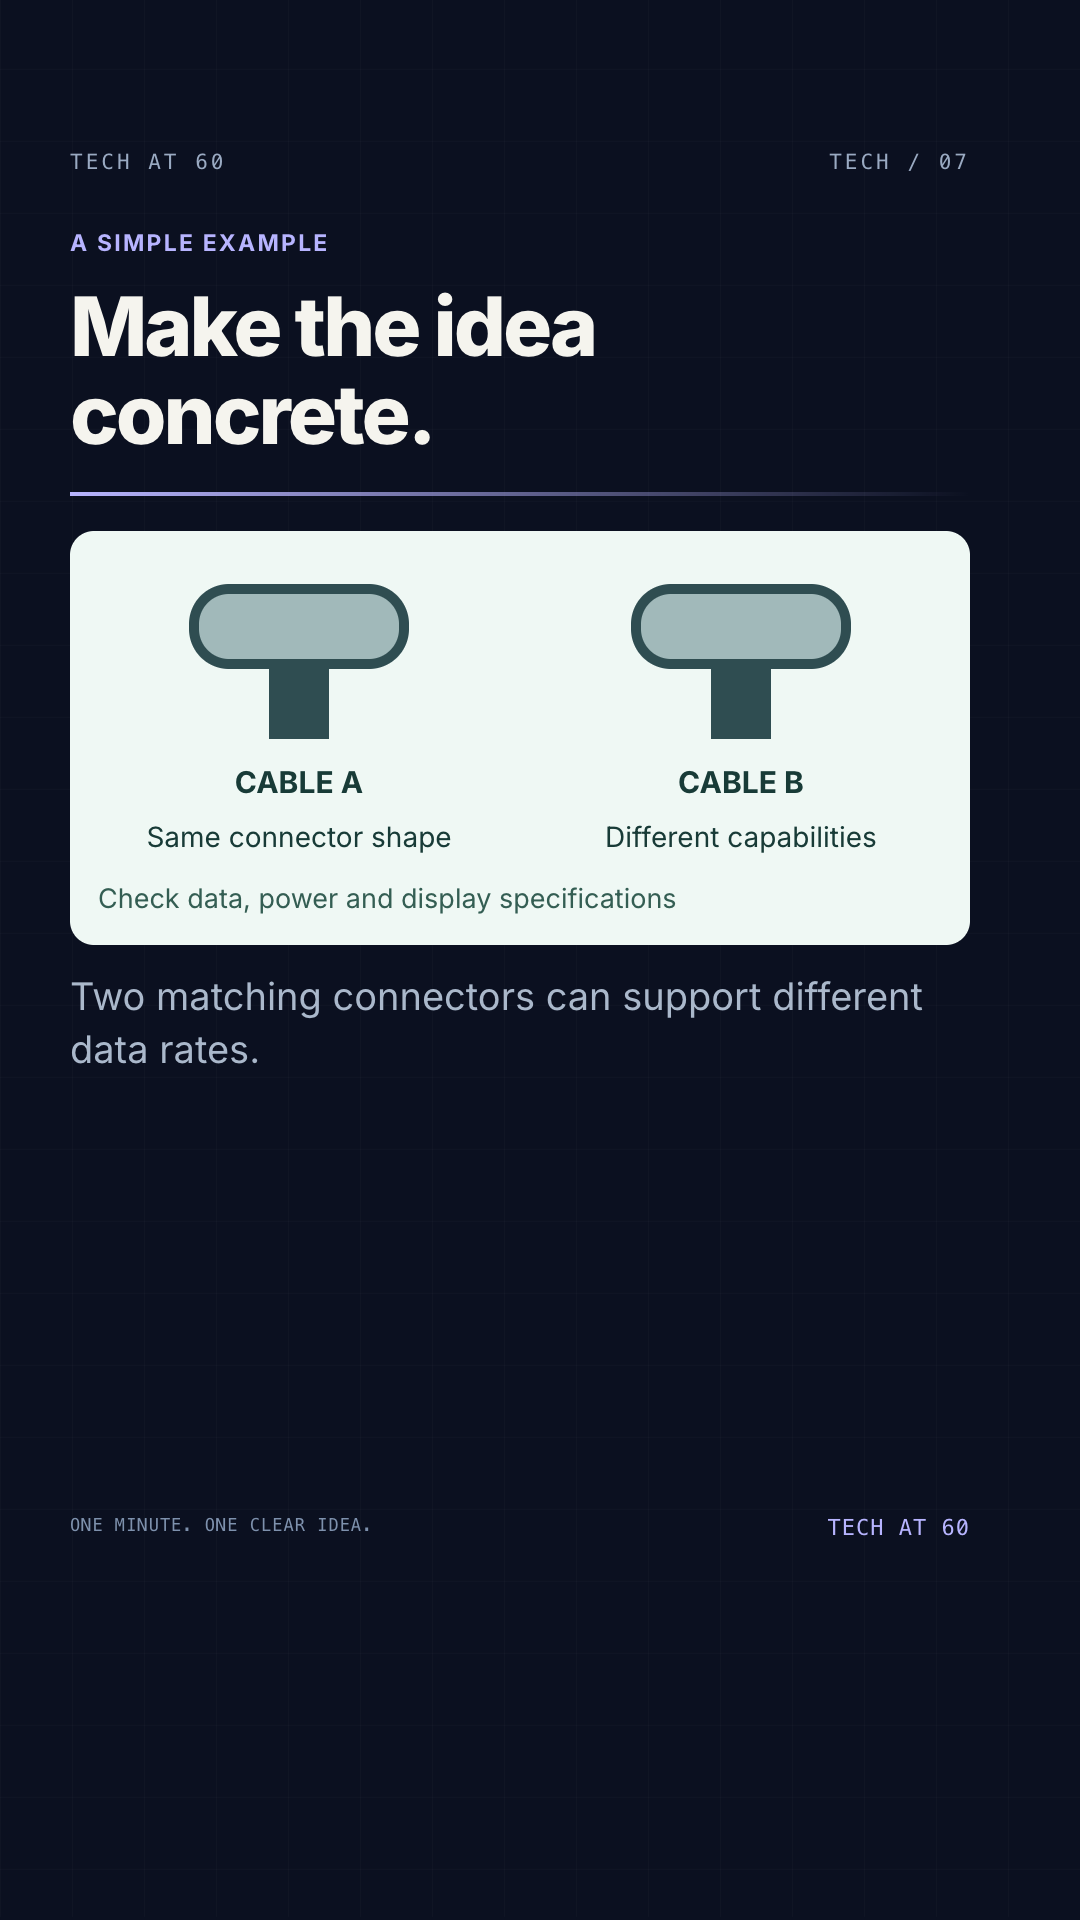 TECH AT 60
TECH / 07
A SIMPLE EXAMPLE
Make the idea
concrete.
CABLE A
CABLE B
Same connector shape
Different capabilities
Check data, power and display specifications
Two matching connectors can support different
data rates.
ONE MINUTE. ONE CLEAR IDEA.
TECH AT 60